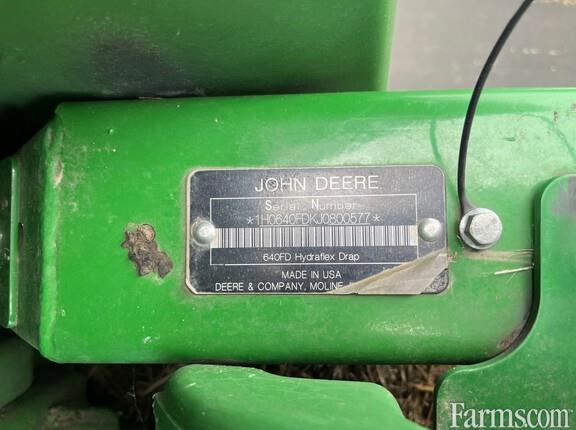 JOHN DEERE
Serial Number
*1H0640FDKJ0800577*
640FD Hydraflex Drap
MADE IN USA
DEERE & COMPANY, MOLINE
Farms.com